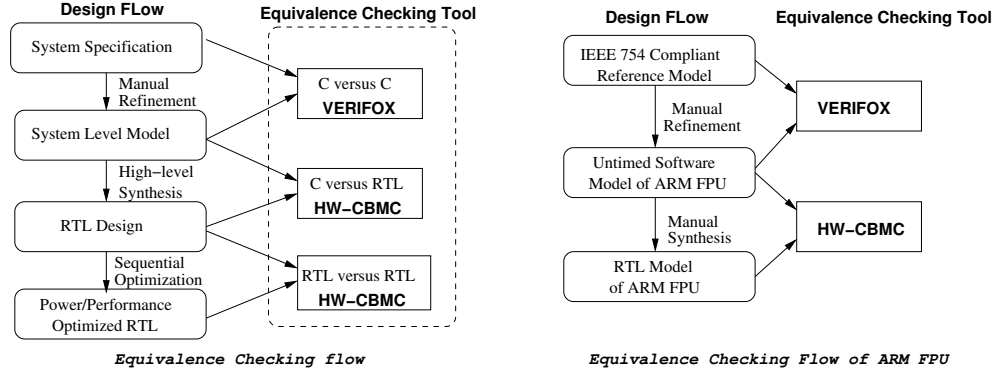 Design FLow
Equivalence Checking Tool
System Specification
Manual
Refinement
System Level Model
High−level
Synthesis
RTL Design
Sequential
Optimization
Power/Performance
Optimized RTL
C versus C
VERIFOX
C versus RTL
HW−CBMC
RTL versus RTL
HW−CBMC
Equivalence Checking flow
Design FLow
Equivalence Checking Tool
IEEE 754 Compliant
Reference Model
Manual
Refinement
Untimed Software
Model of ARM FPU
Manual
Synthesis
RTL Model
of ARM FPU
VERIFOX
HW−CBMC
Equivalence Checking Flow of ARM FPU